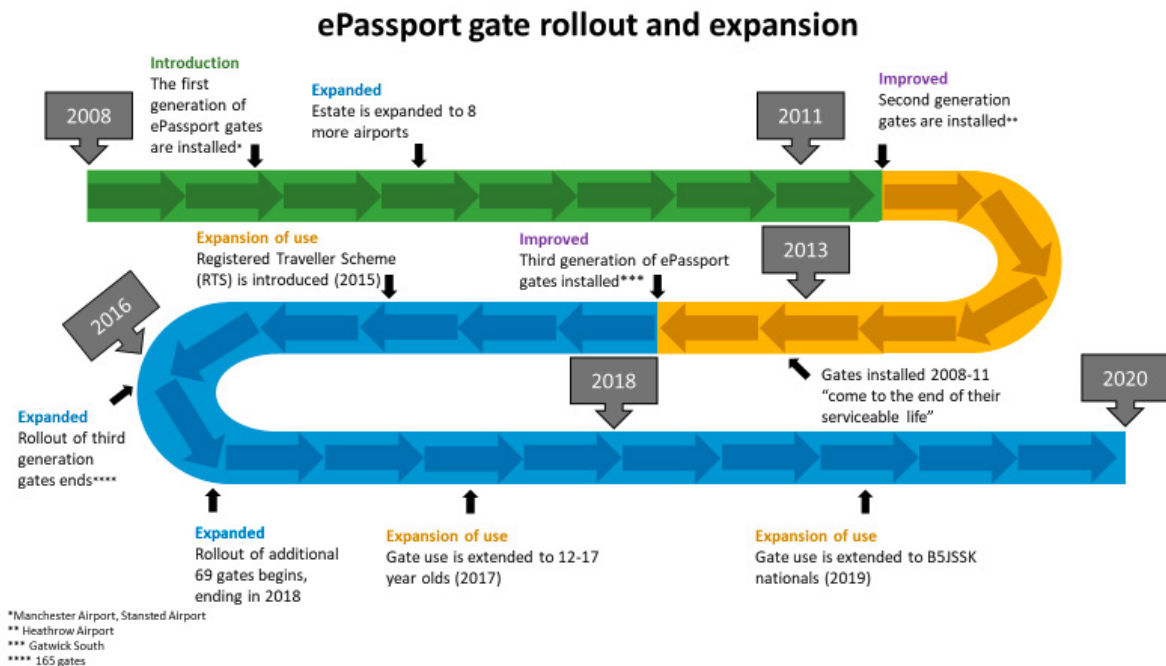 ePassport gate rollout and expansion
2008
Introduction
The first
generation of
ePassport gates
are installed*
Expanded
Estate is expanded to 8
more airports
2011
Improved
Second generation
gates are installed**
Expansion of use
Registered Traveller Scheme
(RTS) is introduced (2015)
Improved
Third generation of ePassport
gates installed***
2013
2016
Gates installed 2008-11
“come to the end of their
serviceable life”
Expanded
Rollout of third
generation
gates ends****
2018
2020
Expanded
Rollout of additional
69 gates begins,
ending in 2018
Expansion of use
Gate use is extended to 12-17
year olds (2017)
Expansion of use
Gate use is extended to B5JSSK
nationals (2019)
*Manchester Airport, Stansted Airport
** Heathrow Airport
*** Gatwick South
**** 165 gates